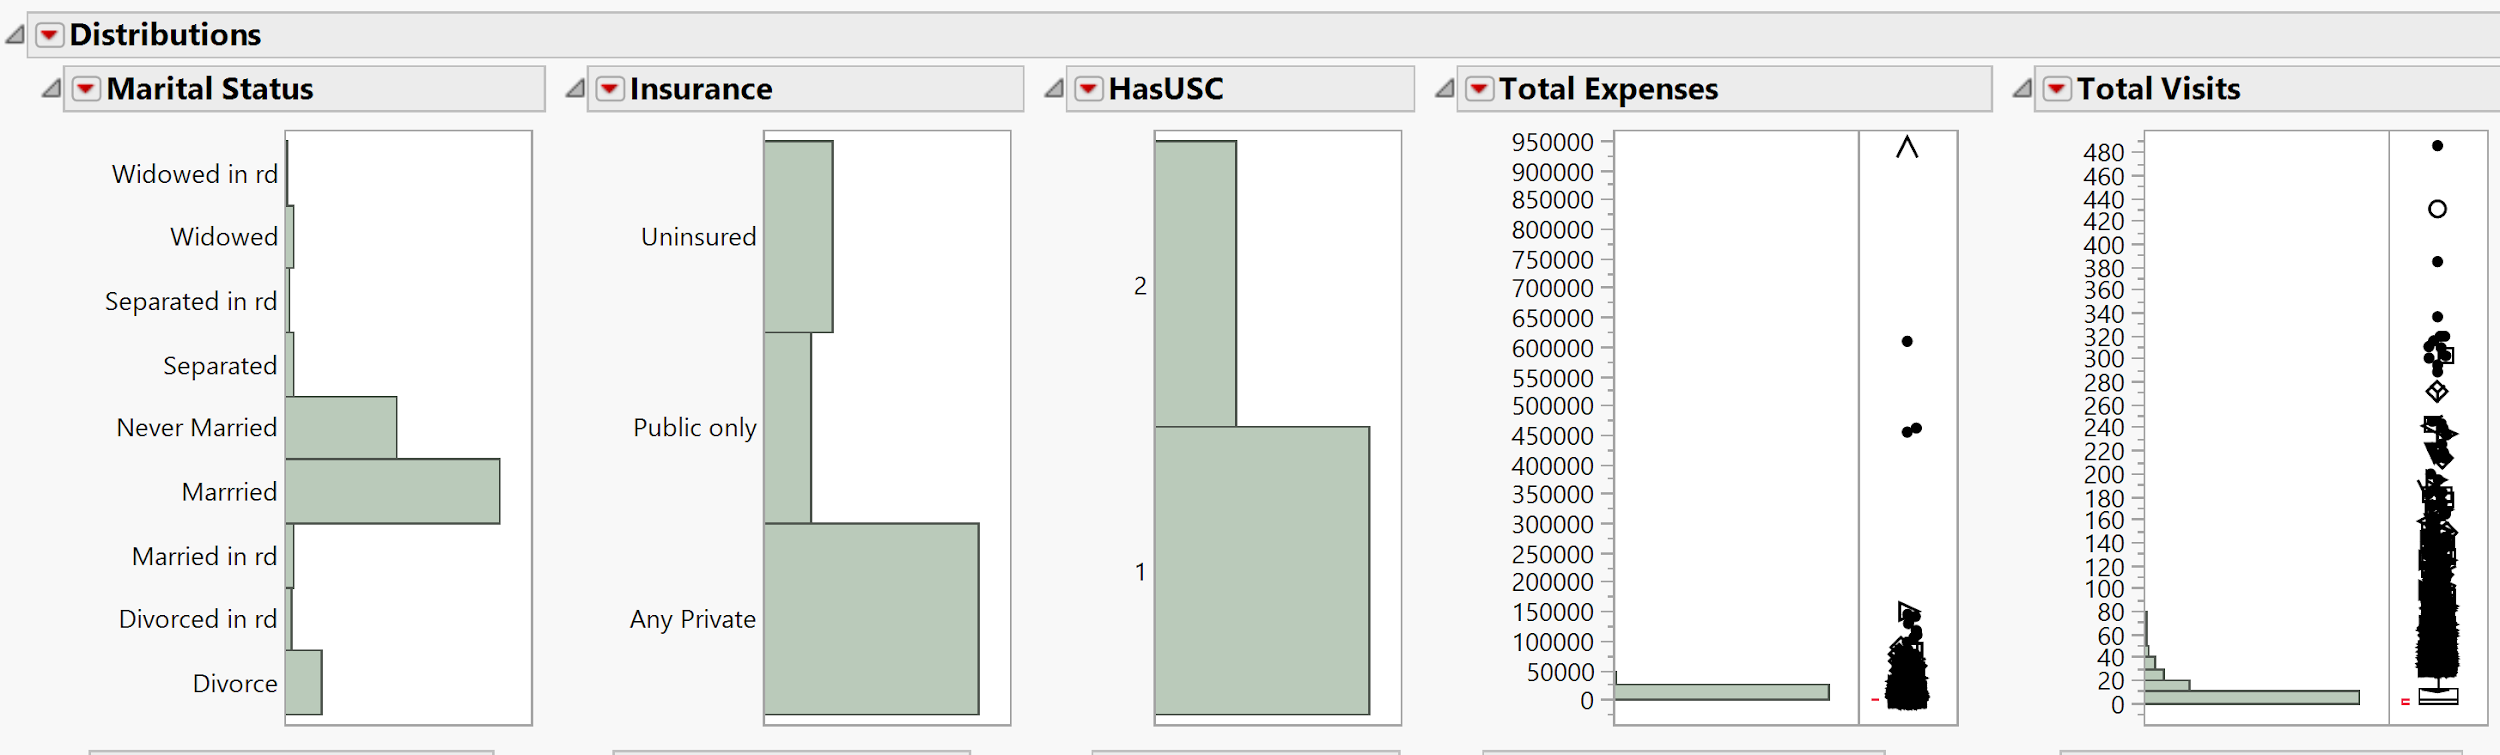 Distributions
Marital Status
Widowed in rd
Widowed
Separated in rd
Separated
Never Married
Marrried
Married in rd
Divorced in rd
Divorce
Insurance
Uninsured
Public only
Any Private
HasUSC
2
1
Total Expenses
950000
900000
850000
800000
750000
700000
650000
600000
550000
500000
450000
400000
350000
300000
250000
200000
150000
100000
50000
0
Total Visits
480
460
440
420
400
380
360
340
320
300
280
260
240
220
200
180
160
140
120
100
80
60
40
20
0